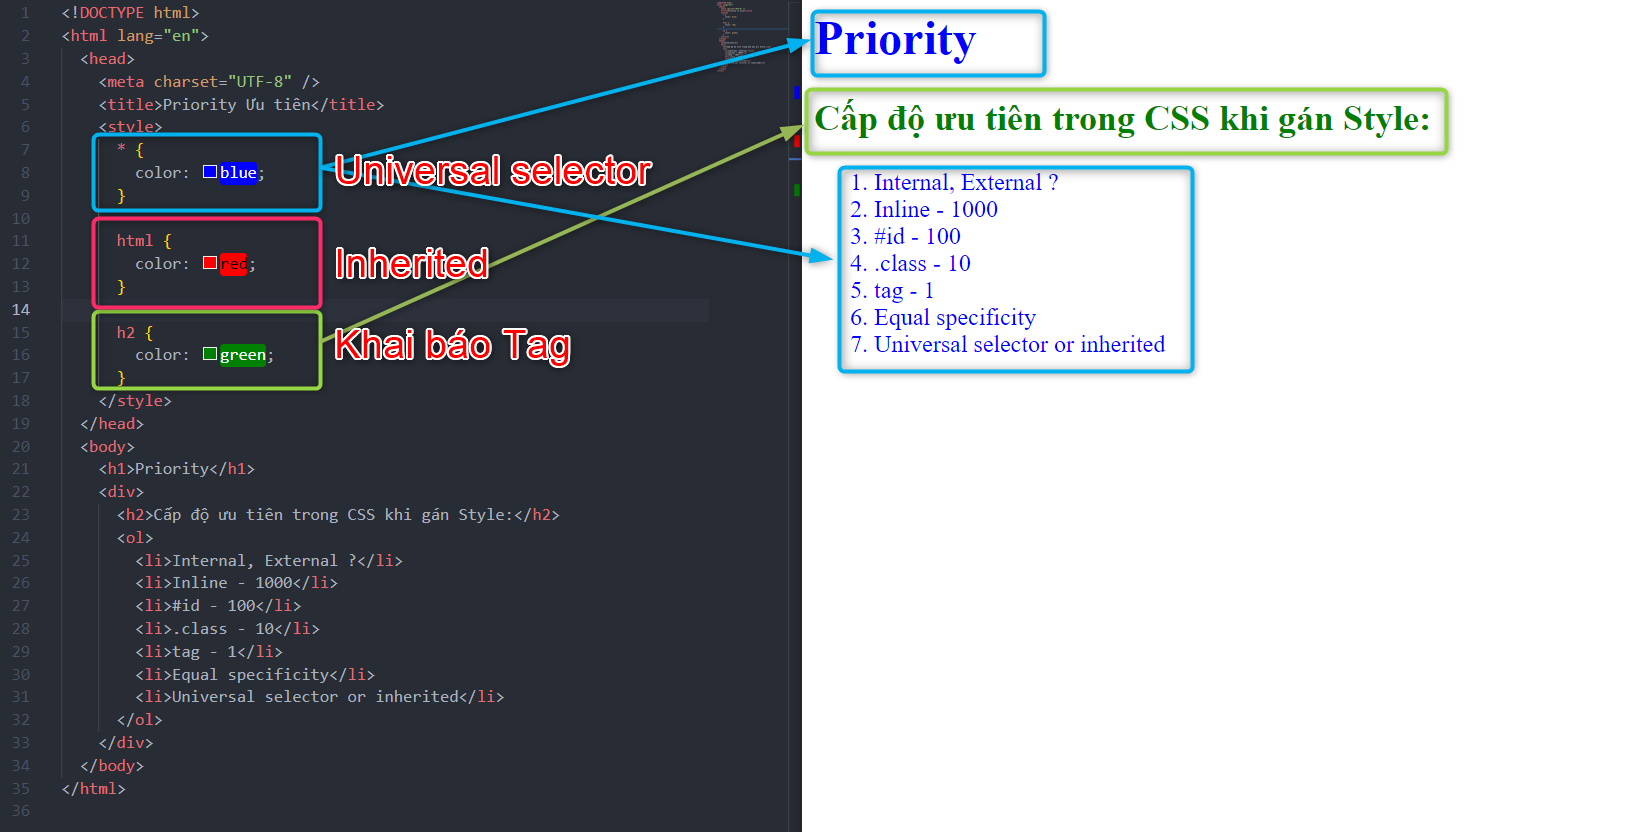 1 <!DOCTYPE html>
2 <html lang="en">
3 <head>
4 <meta charset="UTF-8" />
5 <title>Priority Ưu tiên</title>
6 <style>
7 * {
8 color: blue;
9 }
10
11 html {
12 color: red;
13 }
14
15 h2 {
16 color: green;
17 }
18 </style>
19 </head>
20 <body>
21 <h1>Priority</h1>
22 <div>
23 <h2>Cấp độ ưu tiên trong CSS khi gán Style:</h2>
24 <ol>
25 <li>Internal, External ?</li>
26 <li>Inline - 1000</li>
27 <li>#id - 100</li>
28 <li>.class - 10</li>
29 <li>tag - 1</li>
30 <li>Equal specificity</li>
31 <li>Universal selector or inherited</li>
32 </ol>
33 </div>
34 </body>
35 </html>
36
Universal selector
Inherited
Khai báo Tag
Priority
Cấp độ ưu tiên trong CSS khi gán Style:
1. Internal, External ?
2. Inline - 1000
3. #id - 100
4. .class - 10
5. tag - 1
6. Equal specificity
7. Universal selector or inherited